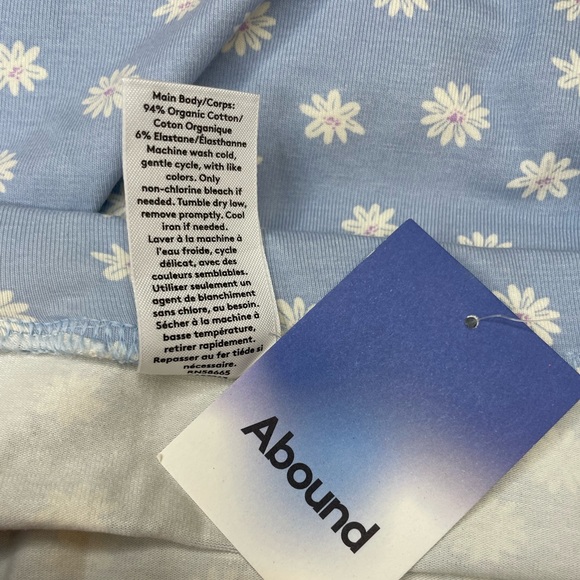 Main Body/Corps:
94% Organic Cotton/
Coton Organique
6% Elastane/Élasthanne
Machine wash cold,
gentle cycle, with like
colors. Only
non-chlorine bleach if
needed. Tumble dry low,
remove promptly. Cool
iron if needed.
Laver à la machine à
l'eau froide, cycle
délicat, avec des
couleurs semblables.
Utiliser seulement un
agent de blanchiment
sans chlore, au besoin.
Sécher à la machine à
basse température,
retirer rapidement.
Repasser au fer tiéde si
nécessaire.
RN58665
Abound